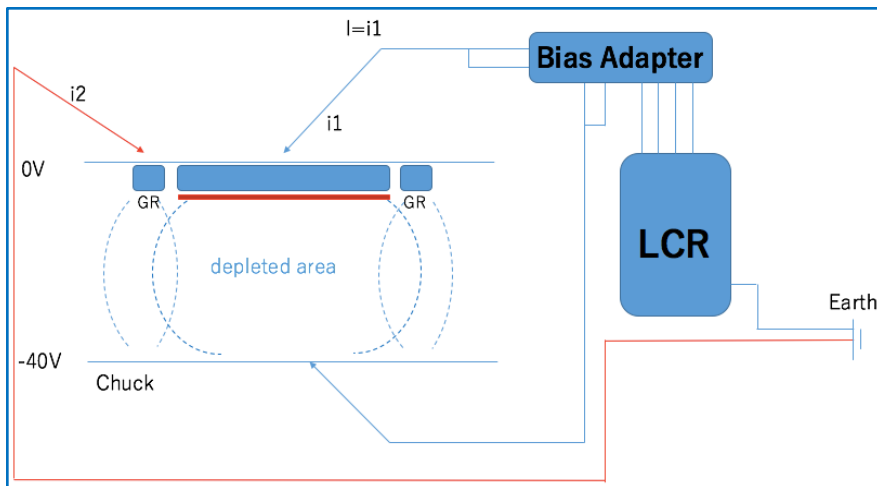 I=i1
Bias Adapter
i2
i1
0V
GR
GR
depleted area
LCR
Earth
-40V
Chuck